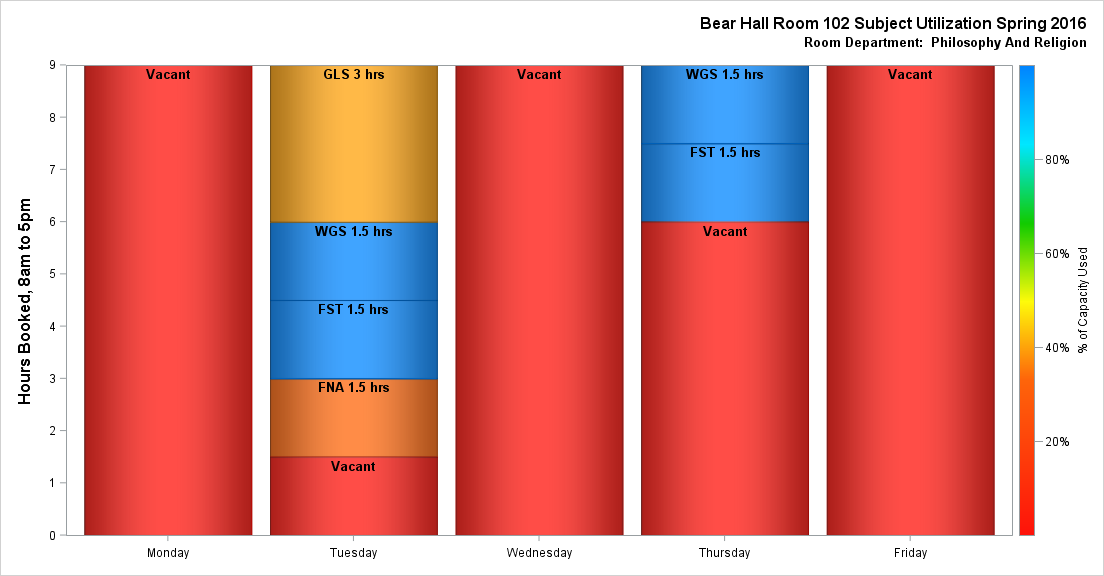 Bear Hall Room 102 Subject Utilization Spring 2016
Room Department:  Philosophy And Religion
Hours Booked, 8am to 5pm
9
8
7
6
5
4
3
2
1
0
Vacant
GLS 3 hrs
WGS 1.5 hrs
FST 1.5 hrs
FNA 1.5 hrs
Vacant
Vacant
WGS 1.5 hrs
FST 1.5 hrs
Vacant
Vacant
Monday
Tuesday
Wednesday
Thursday
Friday
80%
60%
40%
20%
% of Capacity Used